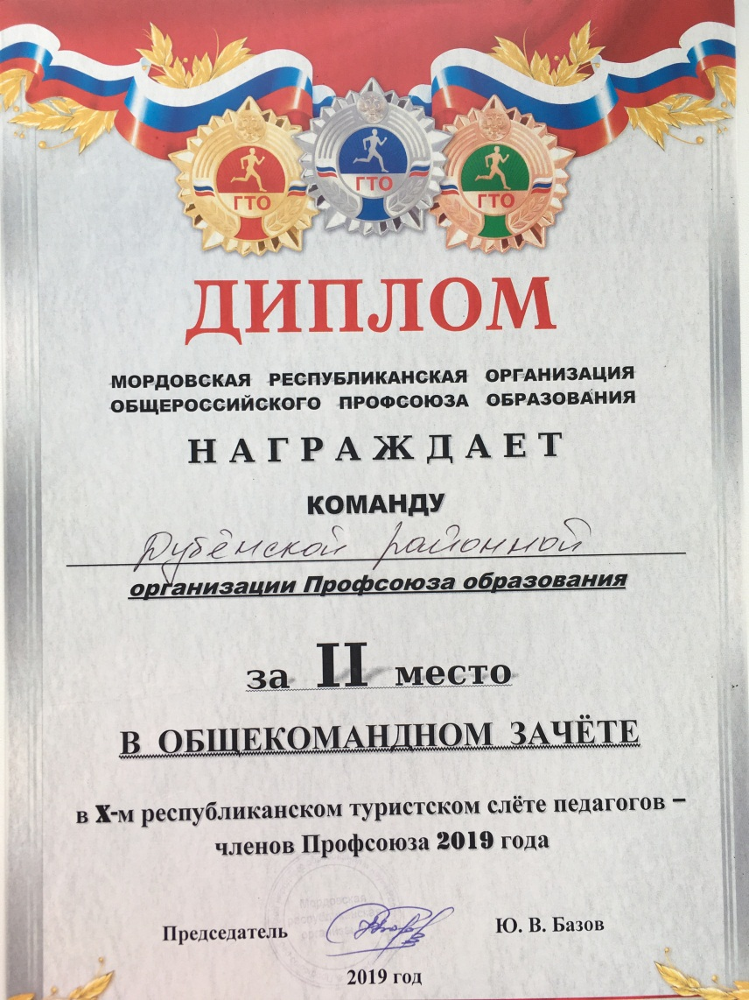 ГТО
ГТО
ГТО
ДИПЛОМ
МОРДОВСКАЯ РЕСПУБЛИКАНСКАЯ ОРГАНИЗАЦИЯ
ОБЩЕРОССИЙСКОГО ПРОФСОЮЗА ОБРАЗОВАНИЯ
НАГРАЖДАЕТ
КОМАНДУ
Дубёнской районной
организации Профсоюза образования
за II место
В ОБЩЕКОМАНДНОМ ЗАЧЁТЕ
в X-м республиканском туристском слёте педагогов –
членов Профсоюза 2019 года
Мордовская
Председатель Ю. В. Базов
2019 год